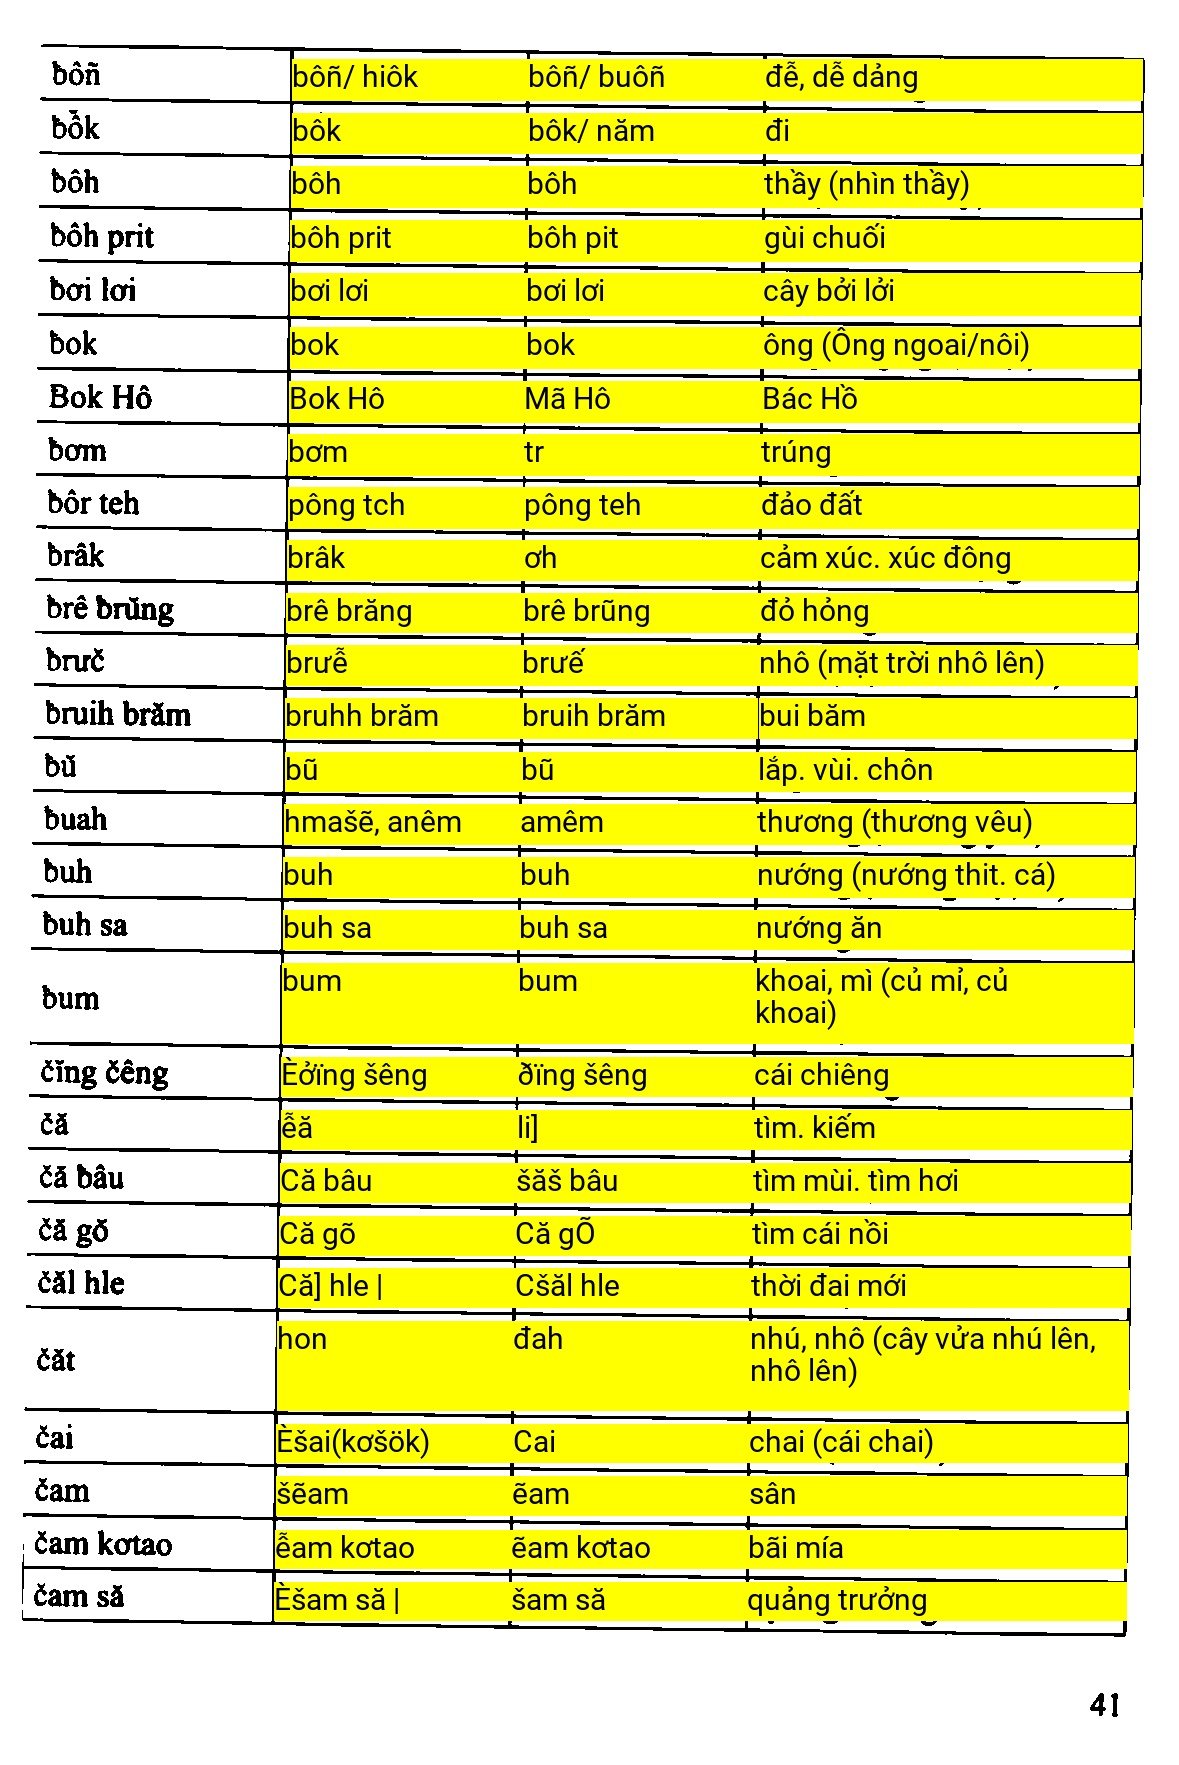 ƀôñ bôñ/ hiôk bôñ/ buôñ đễ, dễ dảng
ƀô̆k bôk bôk/ năm đi
ƀôh bôh bôh thầy (nhìn thầy)
ƀôh prit bôh prit bôh pit gùi chuối
ƀơi lơi bơi lơi bơi lơi cây bởi lởi
ƀok bok bok ông (Ông ngoai/nôi)
Bok Hô Bok Hô Mã Hô Bác Hồ
ƀơm bơm tr trúng
ƀôr teh pông tch pông teh đảo đất
ƀrâk brâk ơh cảm xúc. xúc đông
ƀrê ƀrŭng brê brăng brê brũng đỏ hỏng
ƀrưč brưễ brưế nhô (mặt trời nhô lên)
ƀruih brăm bruhh brăm bruih brăm bui băm
ƀŭ bũ bũ lắp. vùi. chôn
ƀuah hmašẽ, anêm amêm thương (thương vêu)
ƀuh buh buh nướng (nướng thit. cá)
ƀuh sa buh sa buh sa nướng ăn
ƀum bum bum khoai, mì (củ mỉ, củ
khoai)
čĭng čêng Èởïng šêng ðïng šêng cái chiêng
čă ễă li] tìm. kiếm
čă ƀâu Că bâu šăš bâu tìm mùi. tìm hơi
čă gŏ̆ Că gõ Că gÕ tìm cái nồi
čăl hle Că] hle | Cšăl hle thời đai mới
čăt hon đah nhú, nhô (cây vửa nhú lên,
nhô lên)
čai Èšai(kơšök) Cai chai (cái chai)
čam šẽam ẽam sân
čam kơtao ễam kơtao ẽam kơtao bãi mía
čam să Èšam să | šam să quảng trưởng
41